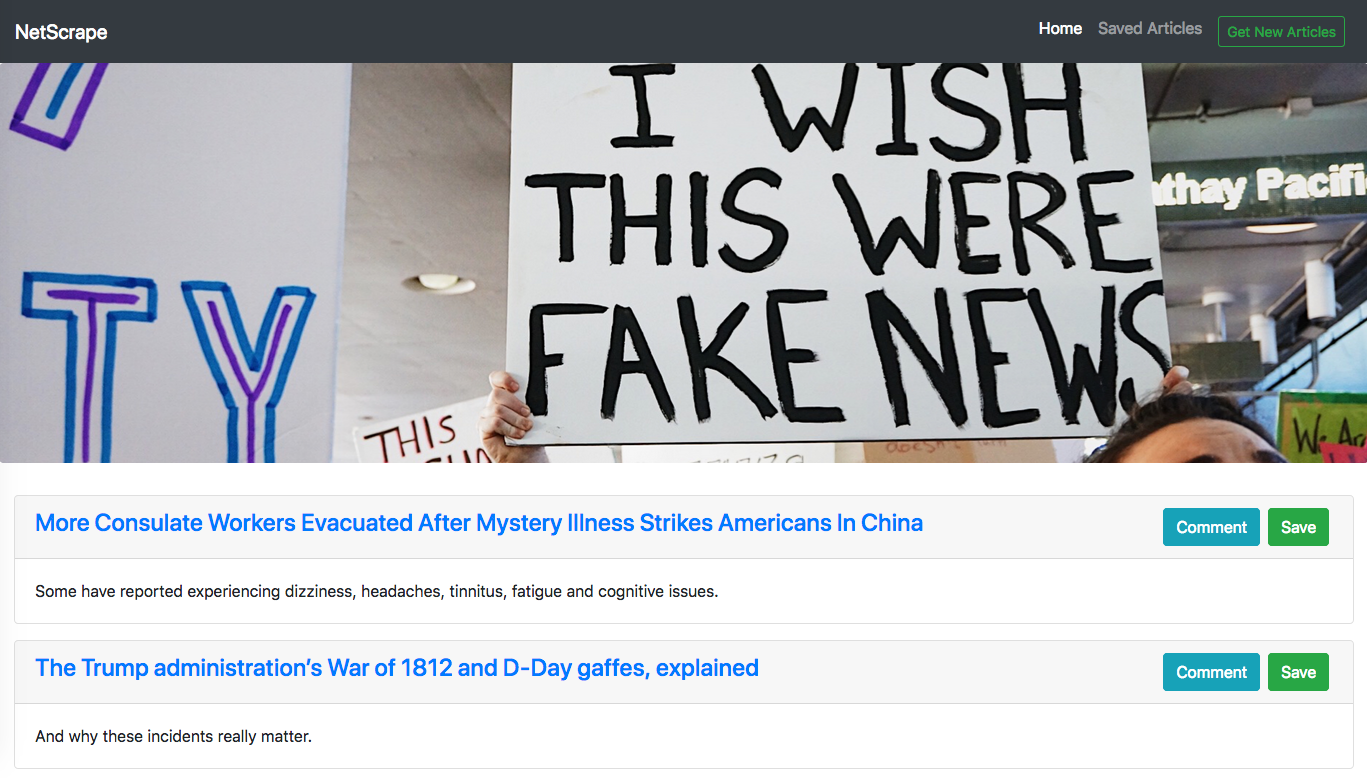 NetScrape
Home Saved Articles Get New Articles
I WISH
THIS WERE
FAKE NEWS
TY
THIS
thay Pacifi
We Ar
More Consulate Workers Evacuated After Mystery Illness Strikes Americans In China
Comment Save
Some have reported experiencing dizziness, headaches, tinnitus, fatigue and cognitive issues.
The Trump administration’s War of 1812 and D-Day gaffes, explained
Comment Save
And why these incidents really matter.